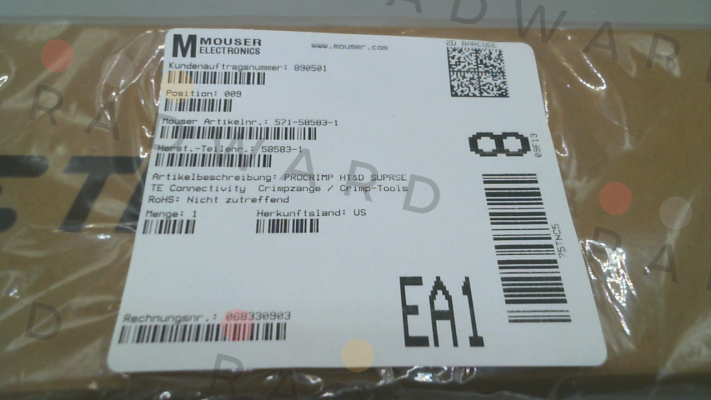 MOUSER
ELECTRONICS
www.mouser.com
2D BARCODE
Kundenauftragsnummer: 890501
Position: 009
Mouser Artikelnr.: 571-58583-1
Herst.-Teilenr.: 58583-1
Artikelbeschreibung: PROCRIMP HT&D SUPRSE
TE Connectivity Crimpzange / Crimp-Tools
RoHS: Nicht zutreffend
Menge: 1 Herkunftsland: US
Rechnungsnr.: 068330903
EA1
75TNC5
RADWARD